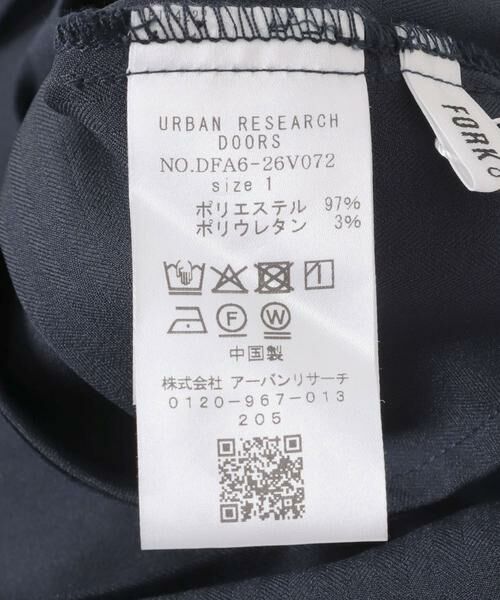 URBAN RESEARCH
DOORS
NO.DFA6-26V072
size 1
ポリエステル 97%
ポリウレタン 3%
F W
中国製
株式会社 アーバンリサーチ
0120-967-013
205
FORK